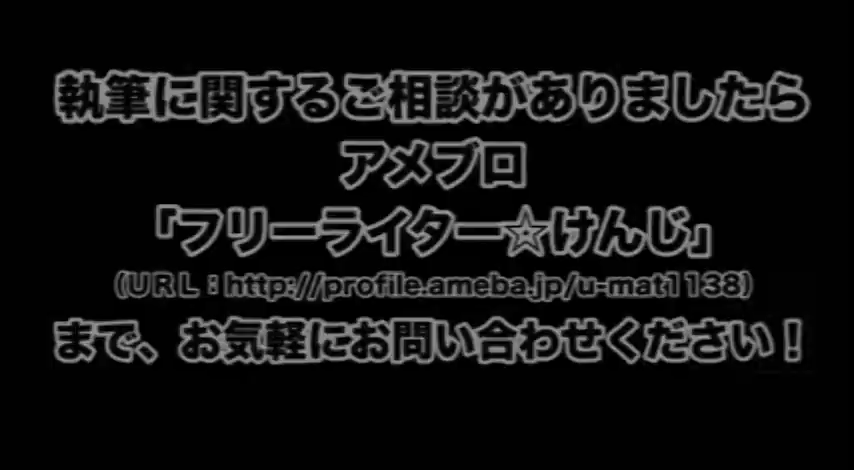 執筆に関するご相談がありましたら
アメブロ
「フリーライター☆けんじ」
（ＵＲＬ：http://profile.ameba.jp/u-mat1138）
まで、お気軽にお問い合わせください！